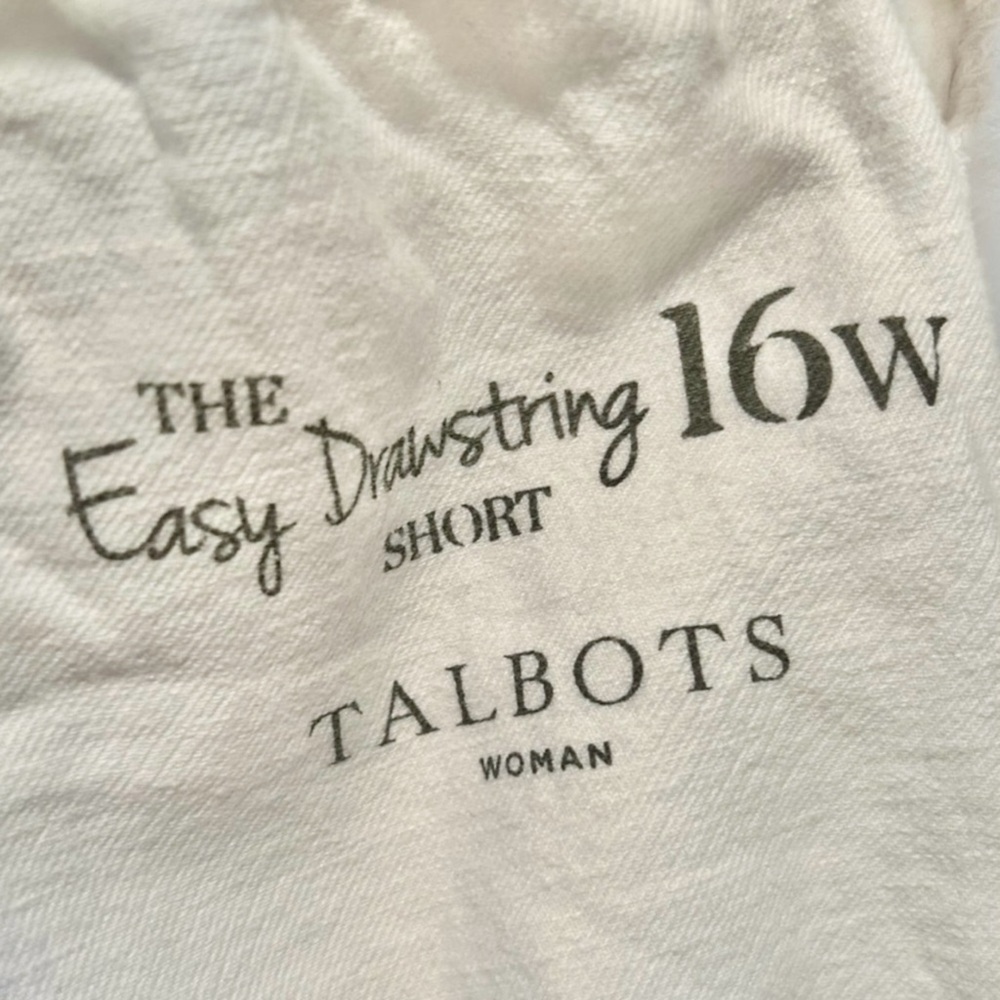 THE
Easy Drawstring 16W
SHORT
TALBOTS
WOMAN